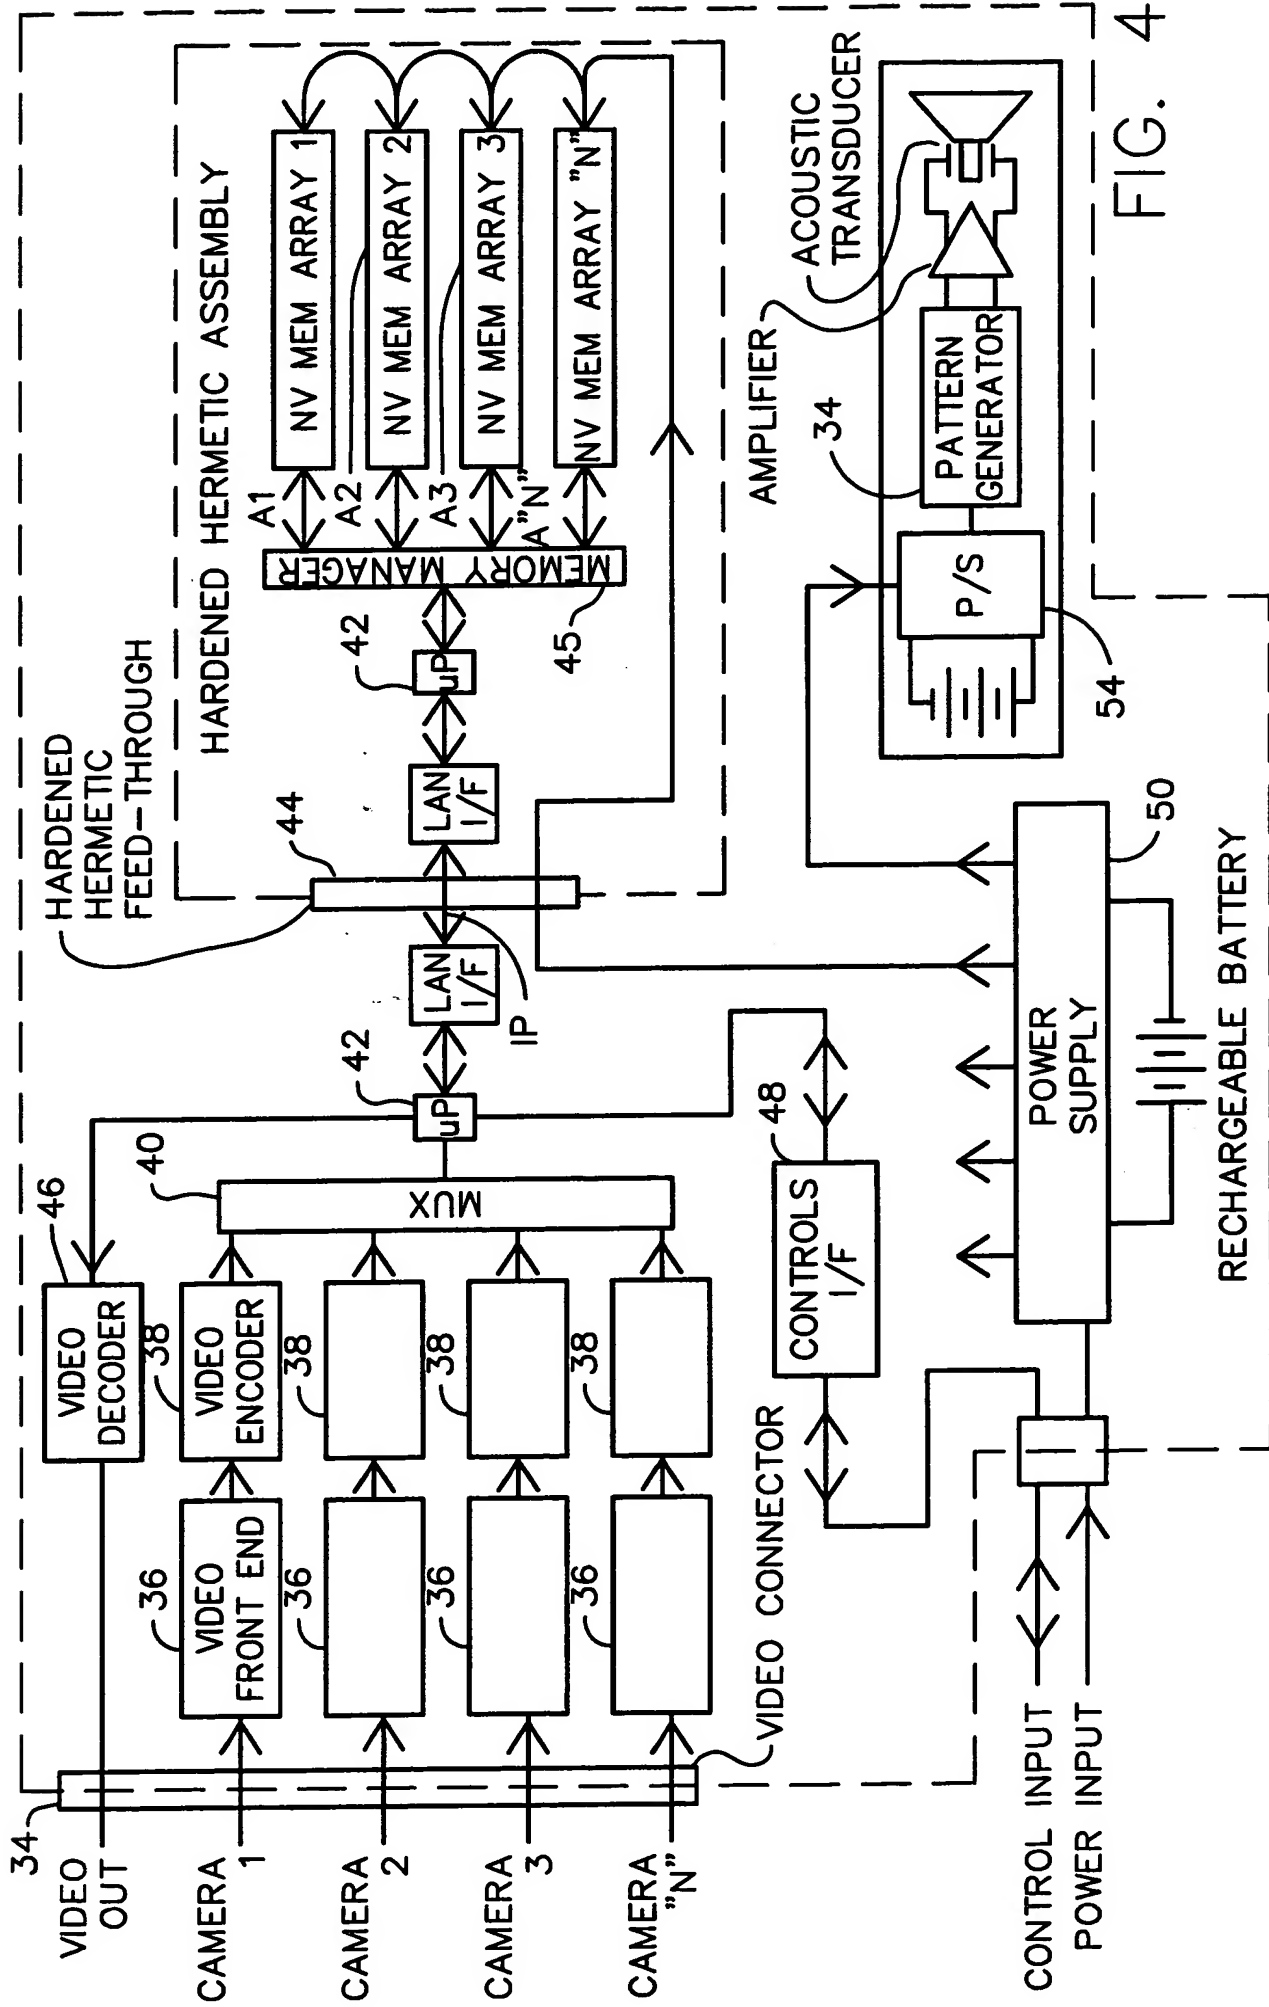 34
VIDEO
OUT
CAMERA
1
CAMERA
2
CAMERA
3
CAMERA
"N"
36
VIDEO
FRONT END
36
36
36
VIDEO CONNECTOR
46
VIDEO
DECODER
38
VIDEO
ENCODER
38
38
38
40
MUX
42
uP
LAN
I/F
IP
HARDENED
HERMETIC
FEED-THROUGH
44
HARDENED HERMETIC ASSEMBLY
LAN
I/F
42
uP
MEMORY MANAGER
45
A1
A2
A3
A"N"
NV MEM ARRAY 1
NV MEM ARRAY 2
NV MEM ARRAY 3
NV MEM ARRAY "N"
CONTROLS
I/F
48
CONTROL INPUT
POWER INPUT
POWER
SUPPLY
50
RECHARGEABLE BATTERY
54
P/S
34
PATTERN
GENERATOR
AMPLIFIER
ACOUSTIC
TRANSDUCER
FIG. 4